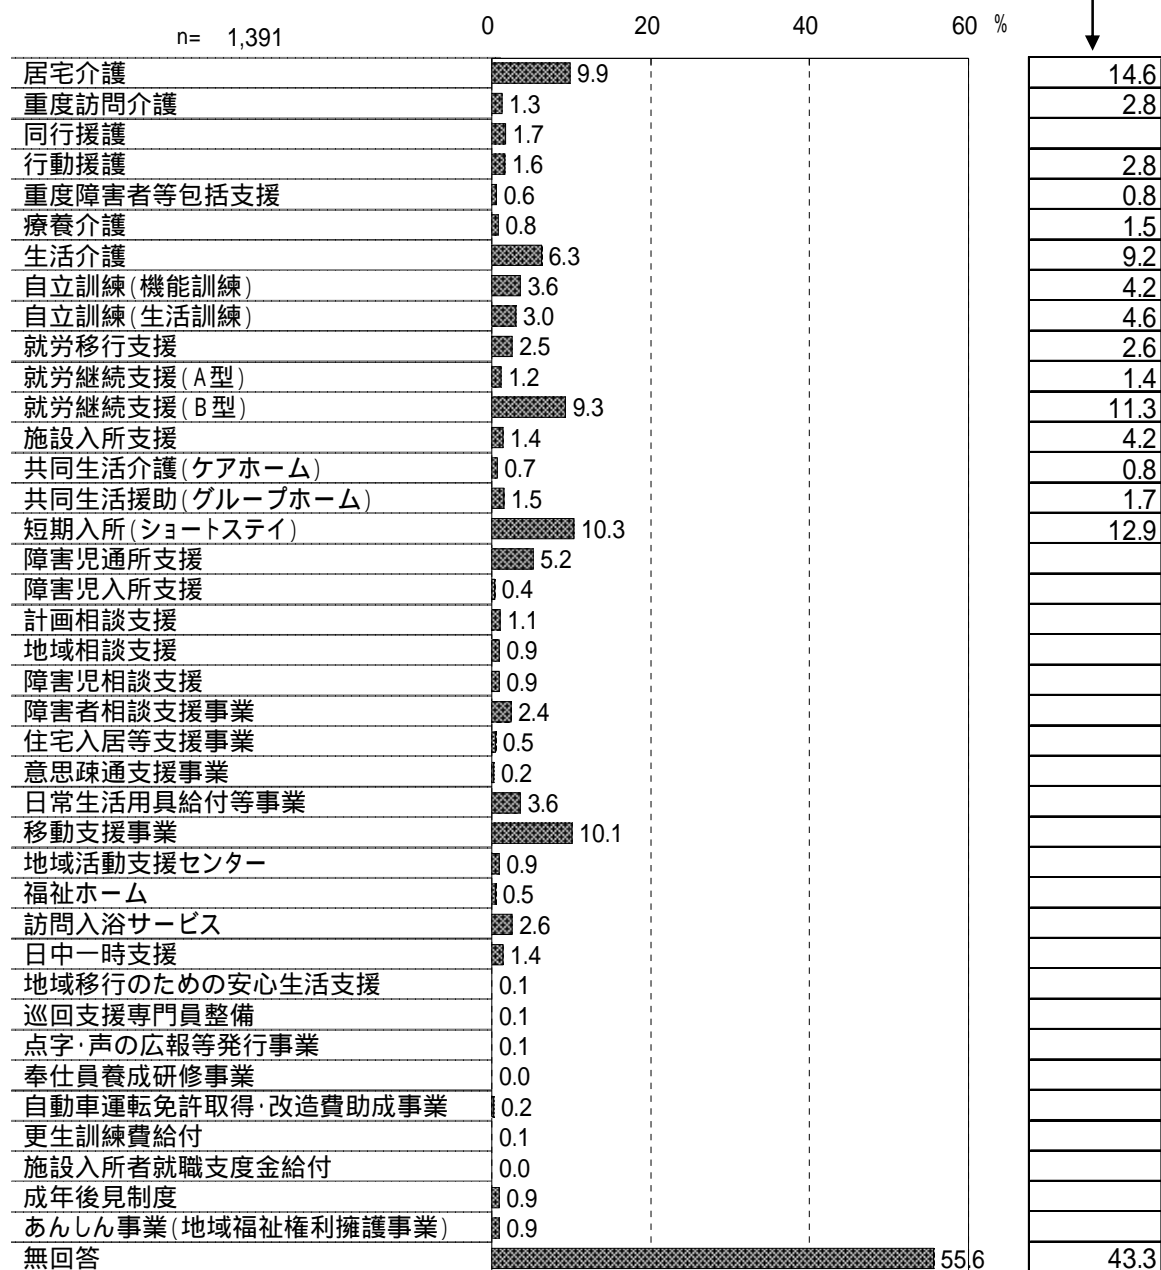 n= 1,391
0 20 40 60 %
居宅介護 9.9 14.6
重度訪問介護 1.3 2.8
同行援護 1.7
行動援護 1.6 2.8
重度障害者等包括支援 0.6 0.8
療養介護 0.8 1.5
生活介護 6.3 9.2
自立訓練(機能訓練) 3.6 4.2
自立訓練(生活訓練) 3.0 4.6
就労移行支援 2.5 2.6
就労継続支援(A型) 1.2 1.4
就労継続支援(B型) 9.3 11.3
施設入所支援 1.4 4.2
共同生活介護(ケアホーム) 0.7 0.8
共同生活援助(グループホーム) 1.5 1.7
短期入所(ショートステイ) 10.3 12.9
障害児通所支援 5.2
障害児入所支援 0.4
計画相談支援 1.1
地域相談支援 0.9
障害児相談支援 0.9
障害者相談支援事業 2.4
住宅入居等支援事業 0.5
意思疎通支援事業 0.2
日常生活用具給付等事業 3.6
移動支援事業 10.1
地域活動支援センター 0.9
福祉ホーム 0.5
訪問入浴サービス 2.6
日中一時支援 1.4
地域移行のための安心生活支援 0.1
巡回支援専門員整備 0.1
点字･声の広報等発行事業 0.1
奉仕員養成研修事業 0.0
自動車運転免許取得･改造費助成事業 0.2
更生訓練費給付 0.1
施設入所者就職支度金給付 0.0
成年後見制度 0.9
あんしん事業(地域福祉権利擁護事業) 0.9
無回答 55.6 43.3